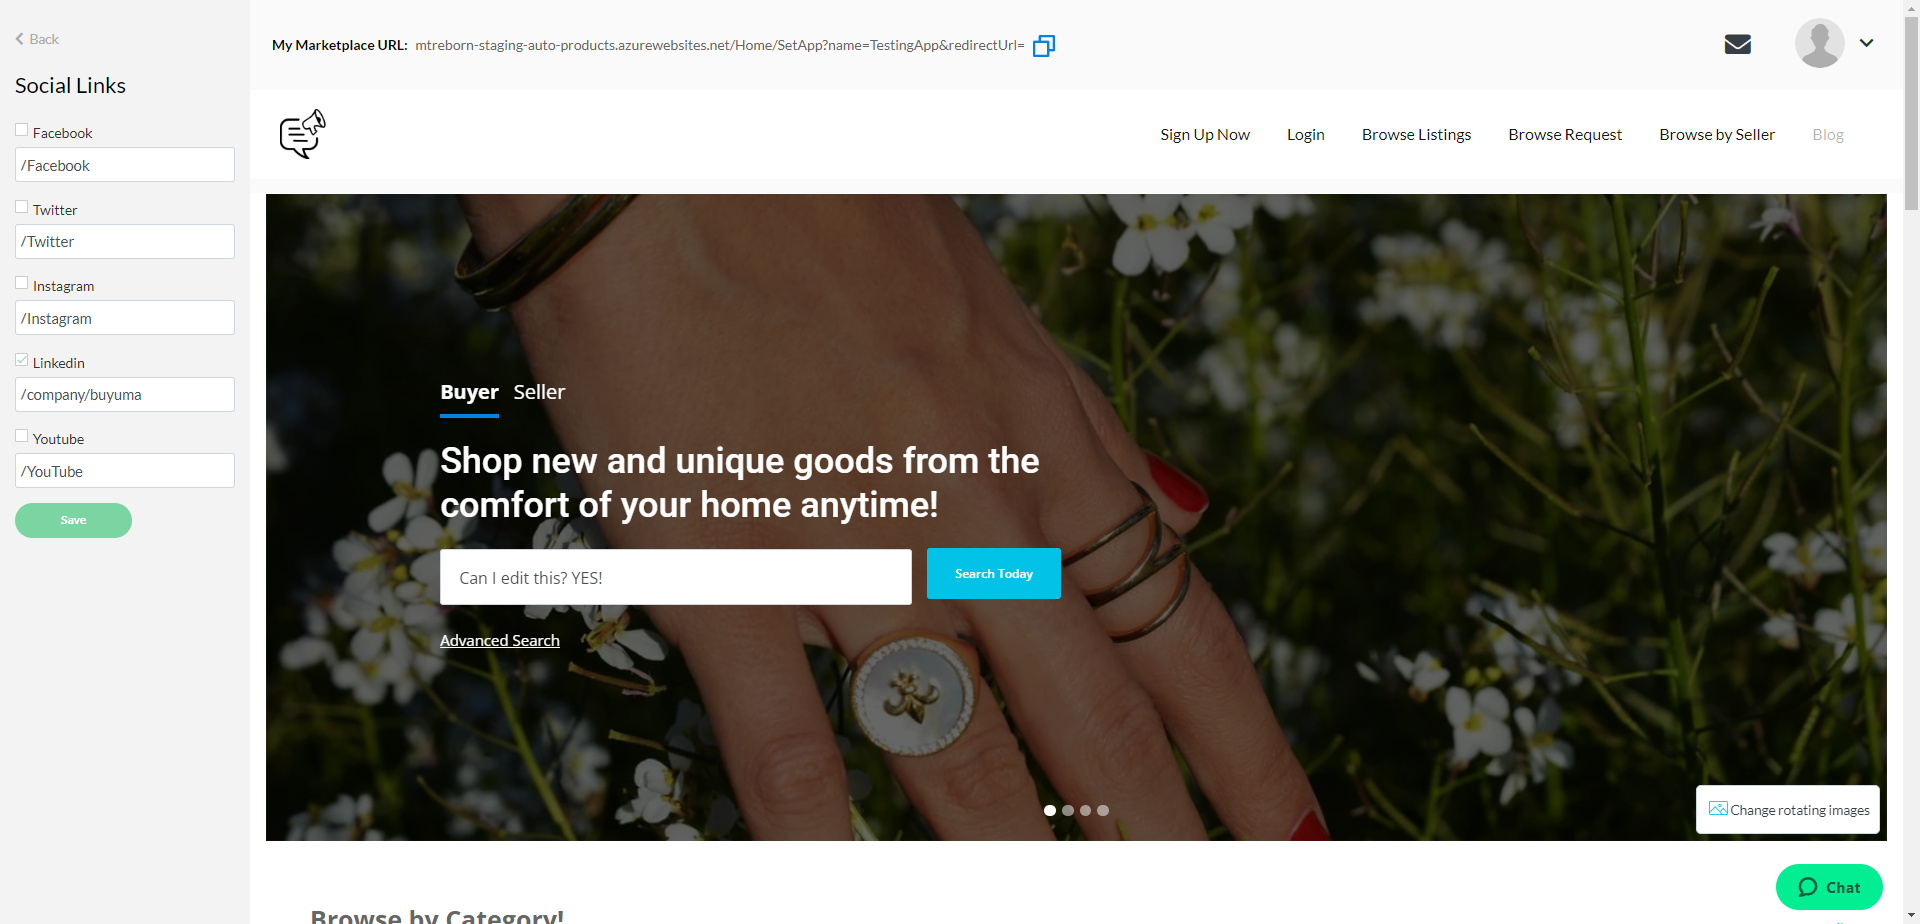 Back
Social Links
Facebook
/Facebook
Twitter
/Twitter
Instagram
/Instagram
Linkedin
/company/buyuma
Youtube
/YouTube
Save
My Marketplace URL: mtreborn-staging-auto-products.azurewebsites.net/Home/SetApp?name=TestingApp&redirectUrl=
Sign Up Now Login Browse Listings Browse Request Browse by Seller Blog
Buyer Seller
Shop new and unique goods from the
comfort of your home anytime!
Can I edit this? YES!
Search Today
Advanced Search
Change rotating images
Chat
Browse by Category!